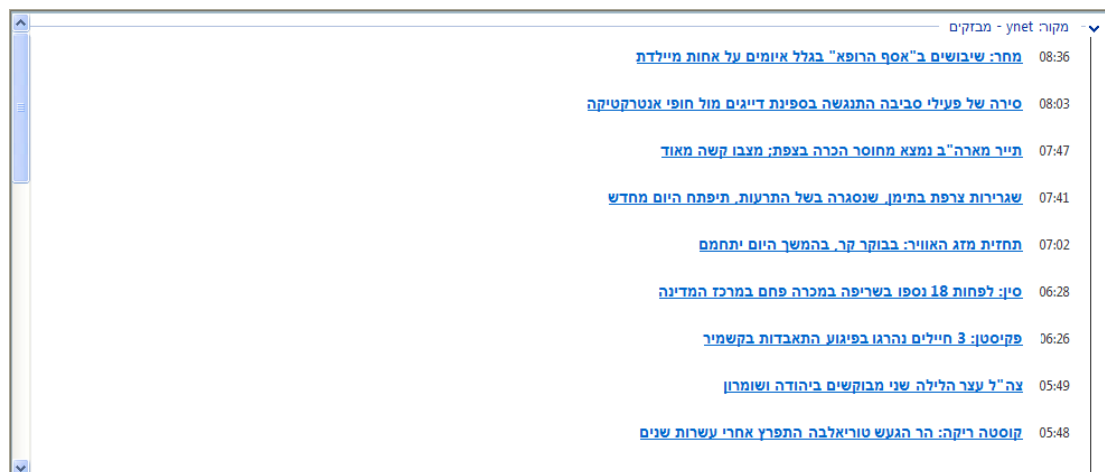 מקור: ynet - מבזקים
08:36 מחר: שיבושים ב"אסף הרופא" בגלל איומים על אחות מיילדת
08:03 סירה של פעילי סביבה התנגשה בספינת דייגים מול חופי אנטרקטיקה
07:47 תייר מארה"ב נמצא מחוסר הכרה בצפת; מצבו קשה מאוד
07:41 שגרירות צרפת בתימן, שנסגרה בשל התרעות, תיפתח היום מחדש
07:02 תחזית מזג האוויר: בבוקר קר, בהמשך היום יתחמם
06:28 סין: לפחות 18 נספו בשריפה במכרה פחם במרכז המדינה
06:26 פקיסטן: 3 חיילים נהרגו בפיגוע התאבדות בקשמיר
05:49 צה"ל עצר הלילה שני מבוקשים ביהודה ושומרון
05:48 קוסטה ריקה: הר הגעש טוריאלבה התפרץ אחרי עשרות שנים